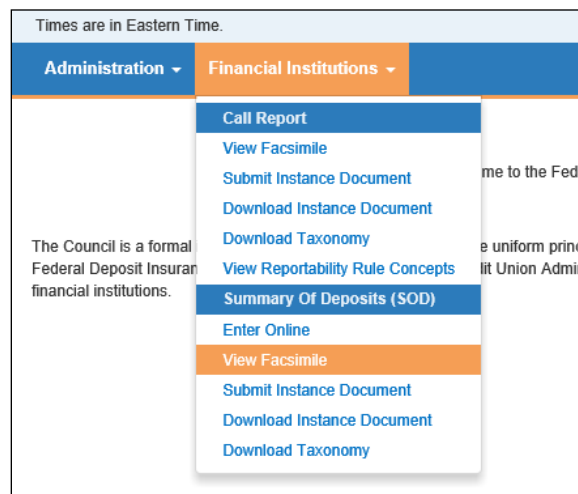 Times are in Eastern Time.
Administration
Financial Institutions
Call Report
View Facsimile
Submit Instance Document
me to the Fed
Download Instance Document
Download Taxonomy
The Council is a formal
e uniform princ
View Reportability Rule Concepts
Federal Deposit Insuran
dit Union Admi
Summary Of Deposits (SOD)
financial institutions.
Enter Online
View Facsimile
Submit Instance Document
Download Instance Document
Download Taxonomy